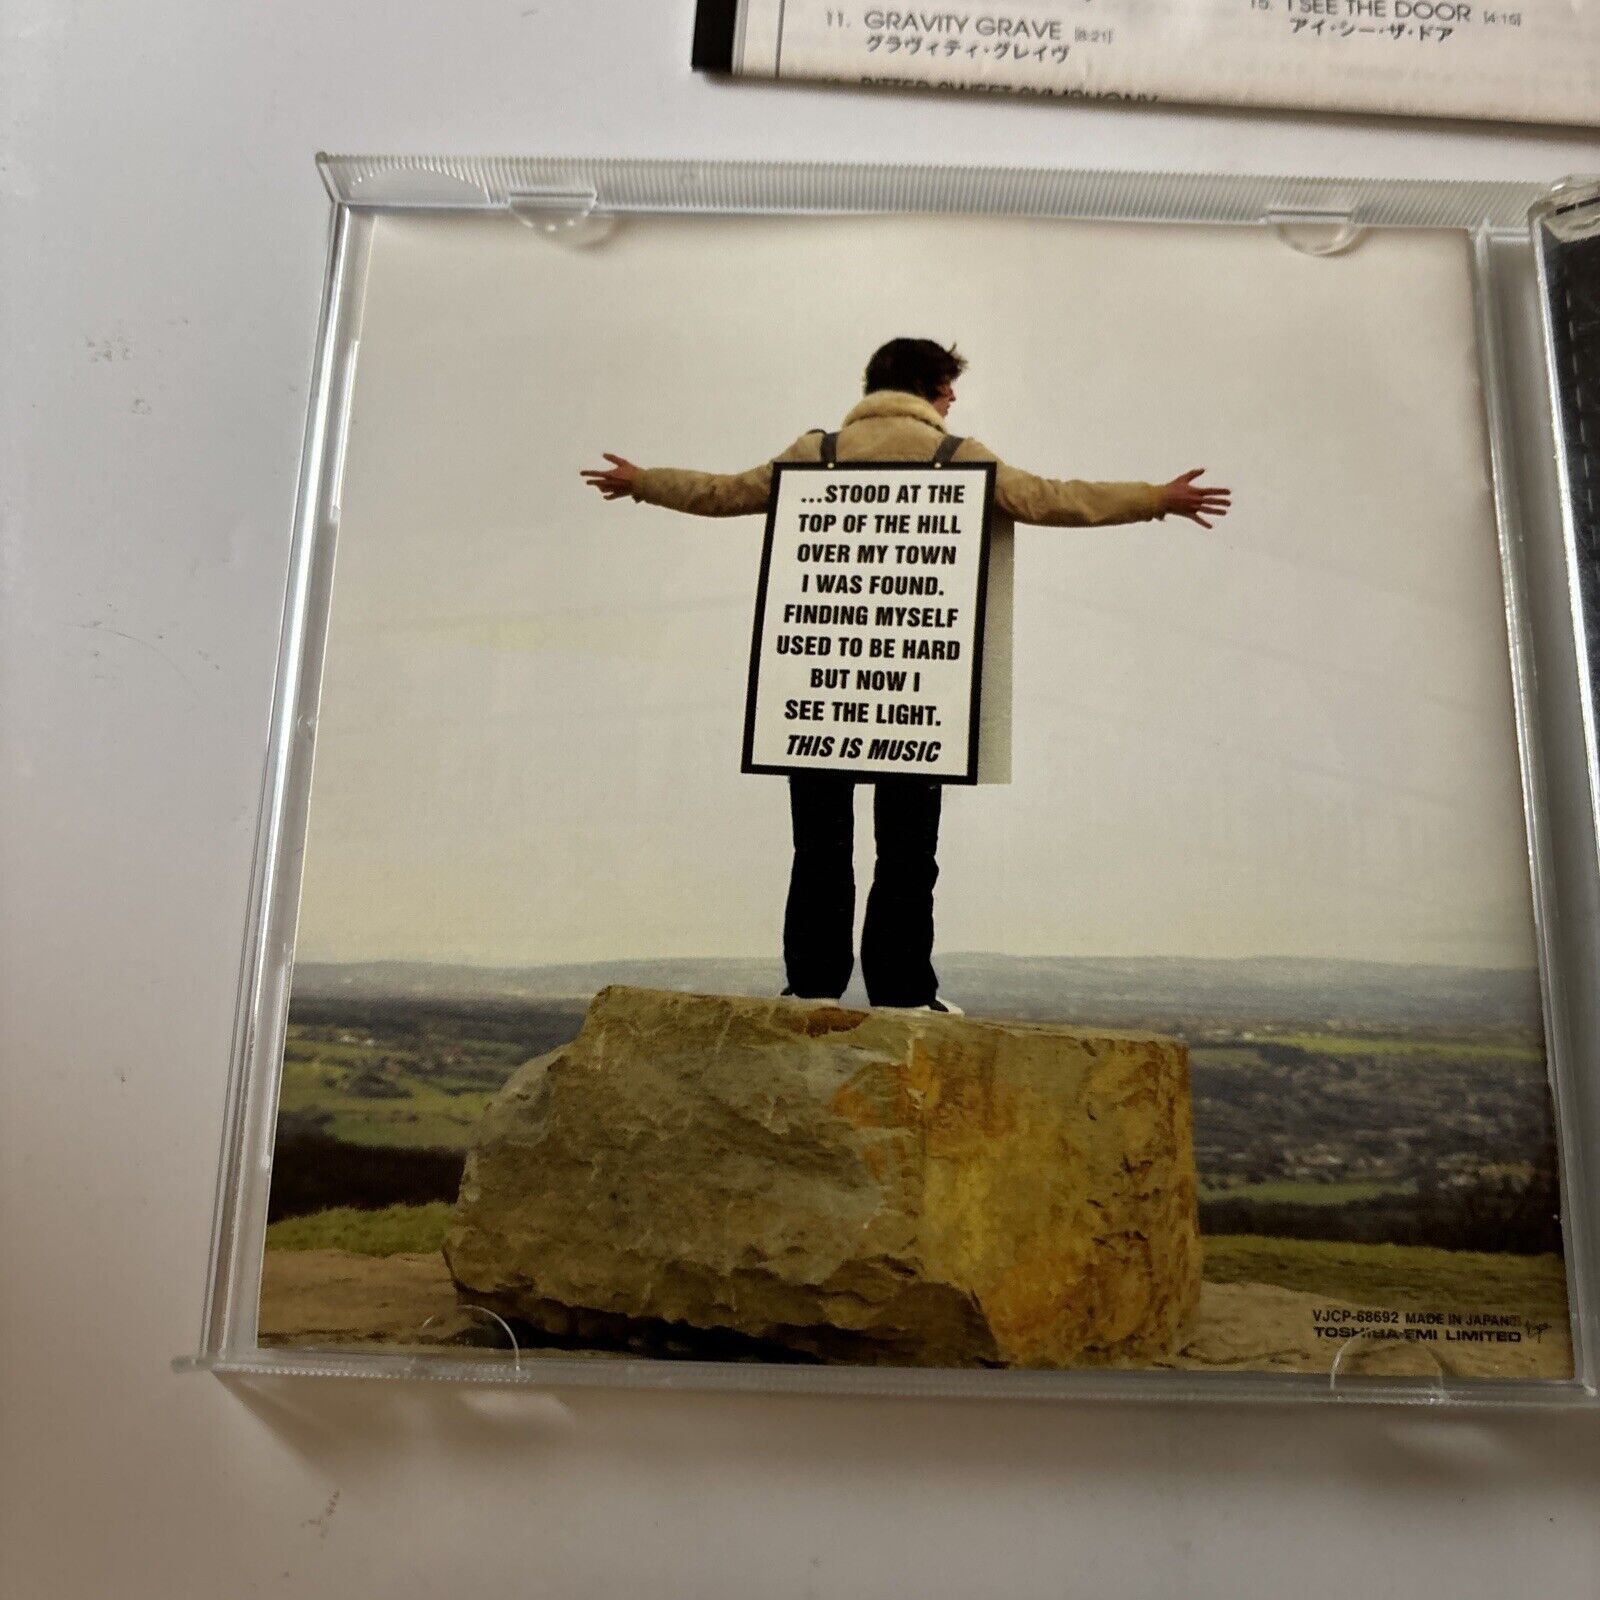 11. GRAVITY GRAVE [8:21]
グラヴィティ・グレイヴ
15. I SEE THE DOOR [4:15]
アイ・シー・ザ・ドア
BITTER SWEET SYMPHONY
...STOOD AT THE
TOP OF THE HILL
OVER MY TOWN
I WAS FOUND.
FINDING MYSELF
USED TO BE HARD
BUT NOW I
SEE THE LIGHT.
THIS IS MUSIC
VJCP-68692 MADE IN JAPAN
TOSHIBA-EMI LIMITED